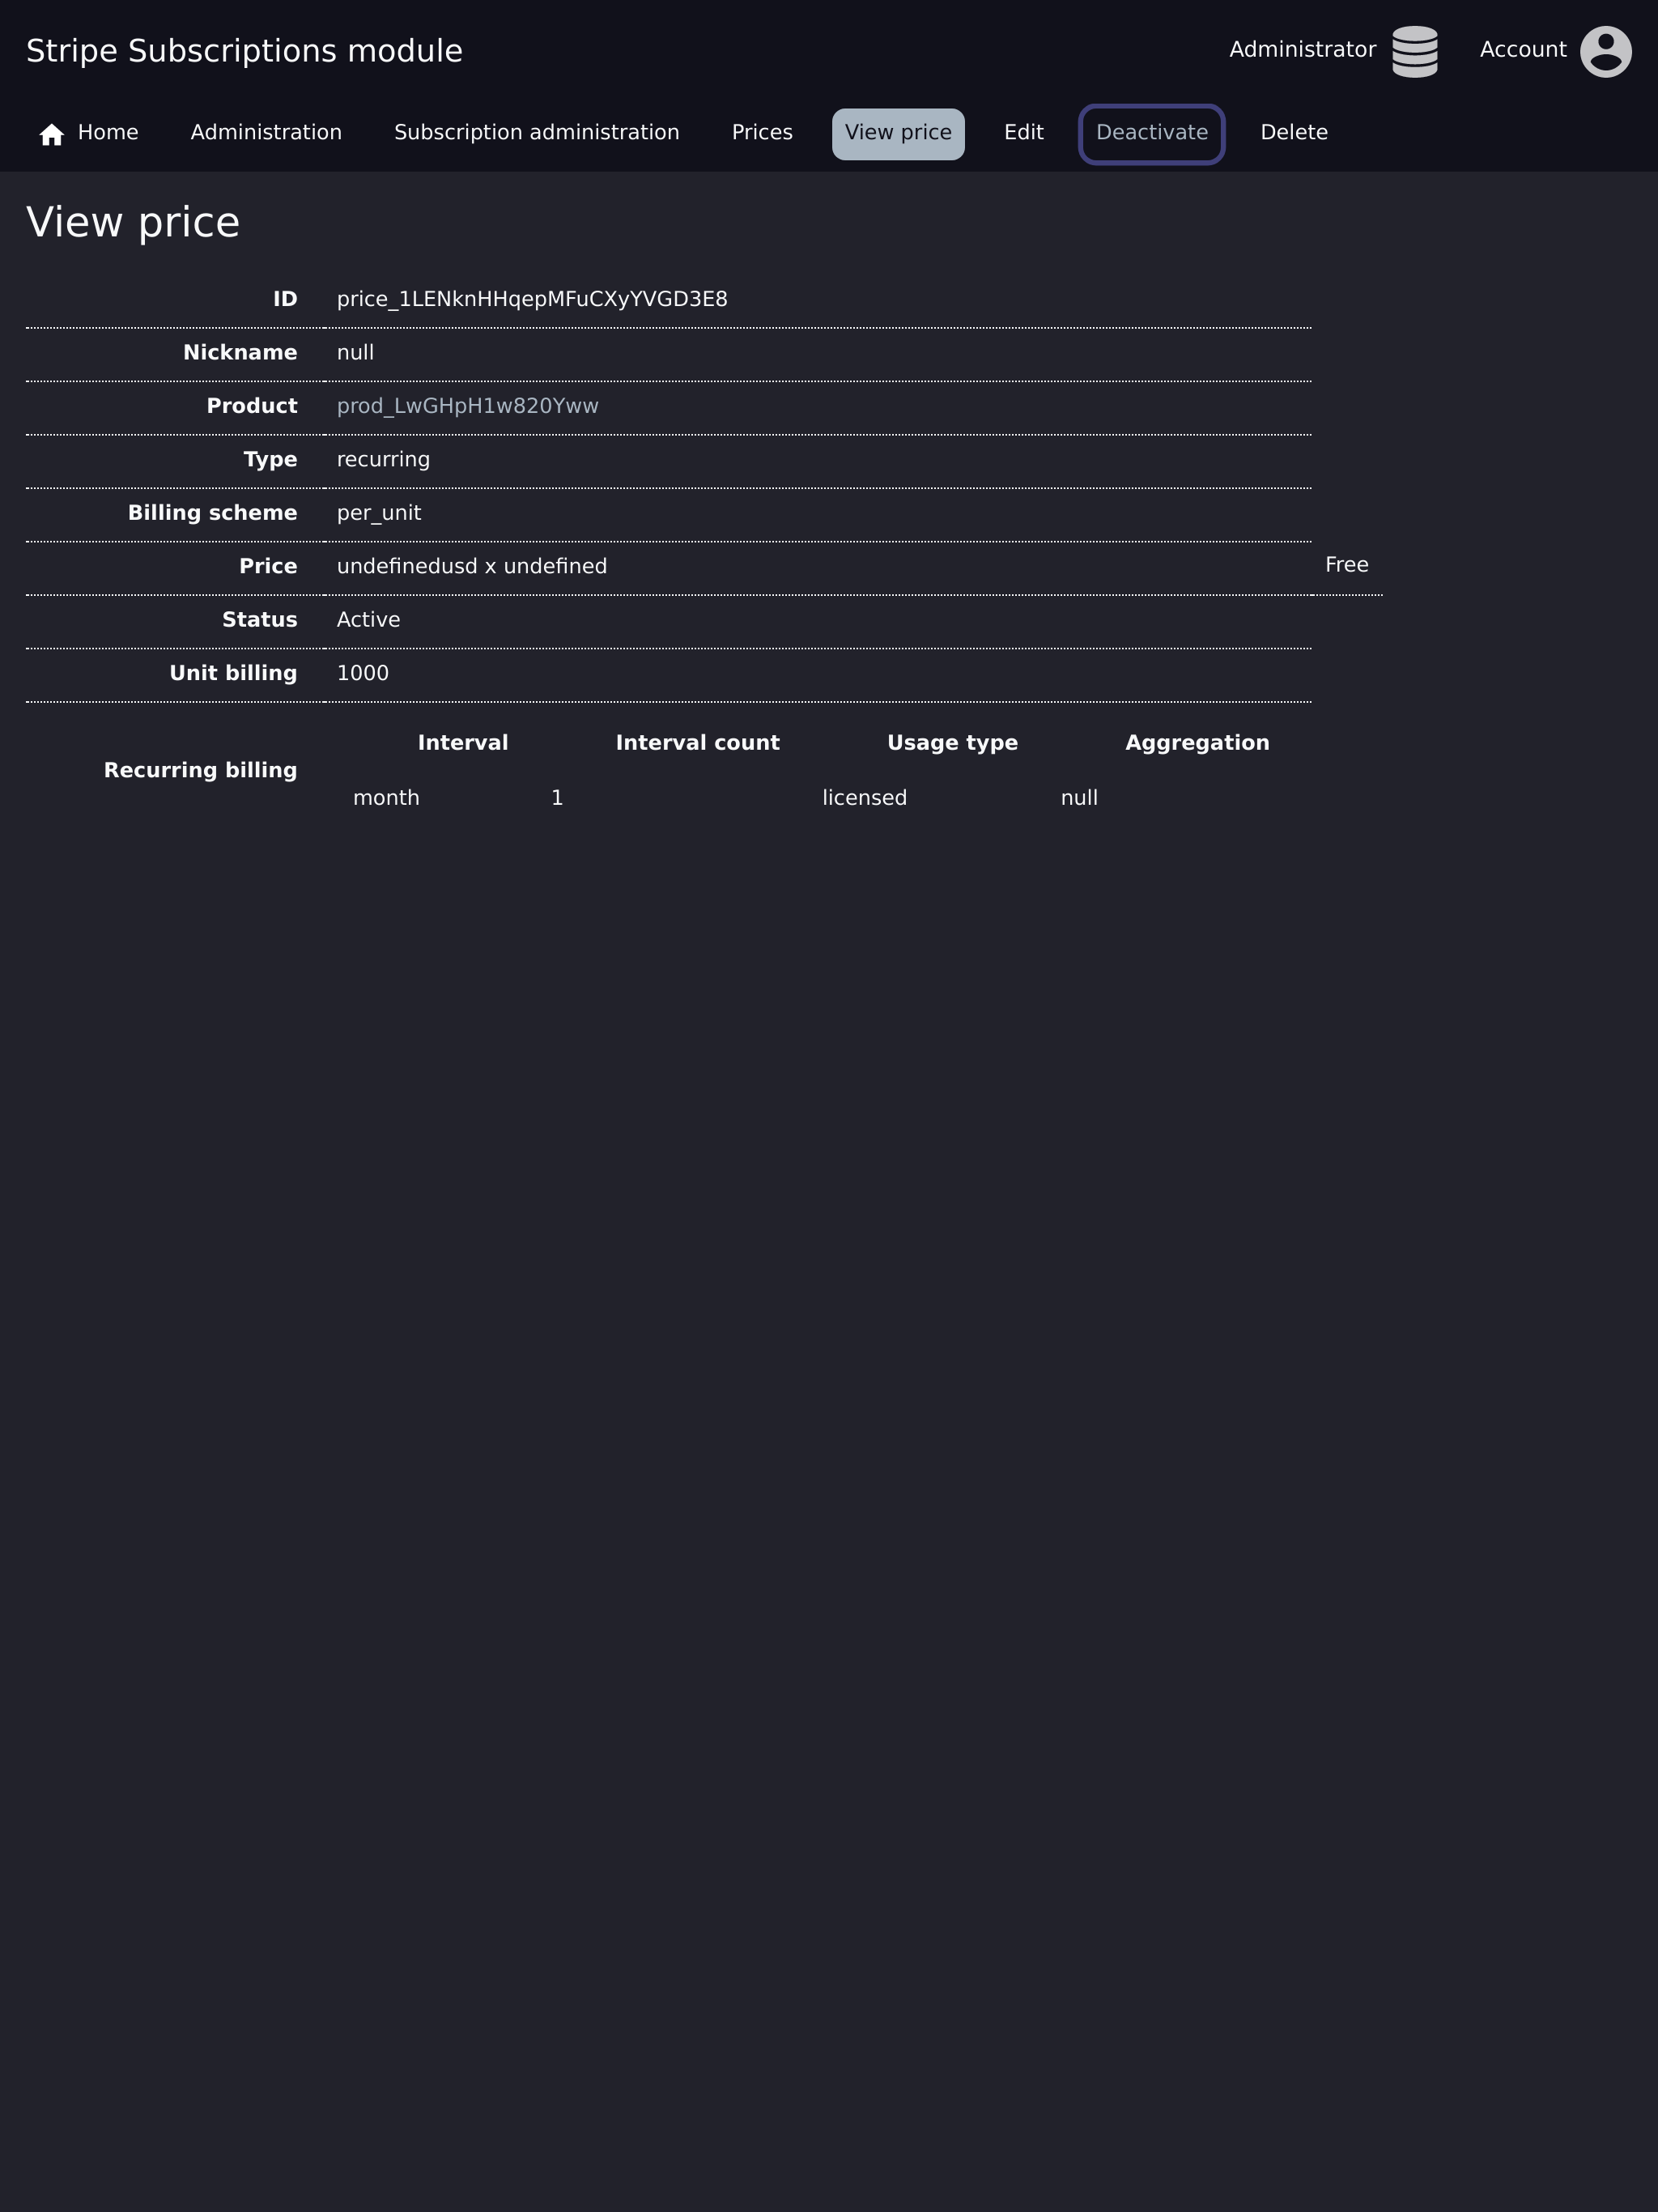 Stripe Subscriptions module
Administrator
Account
Home
Administration
Subscription administration
Prices
View price
Edit
Deactivate
Delete
View price
ID price_1LENknHHqepMFuCXyYVGD3E8
Nickname null
Product prod_LwGHpH1w820Yww
Type recurring
Billing scheme per_unit
Price undefinedusd x undefined Free
Status Active
Unit billing 1000
Recurring billing
Interval Interval count Usage type Aggregation
month 1 licensed null